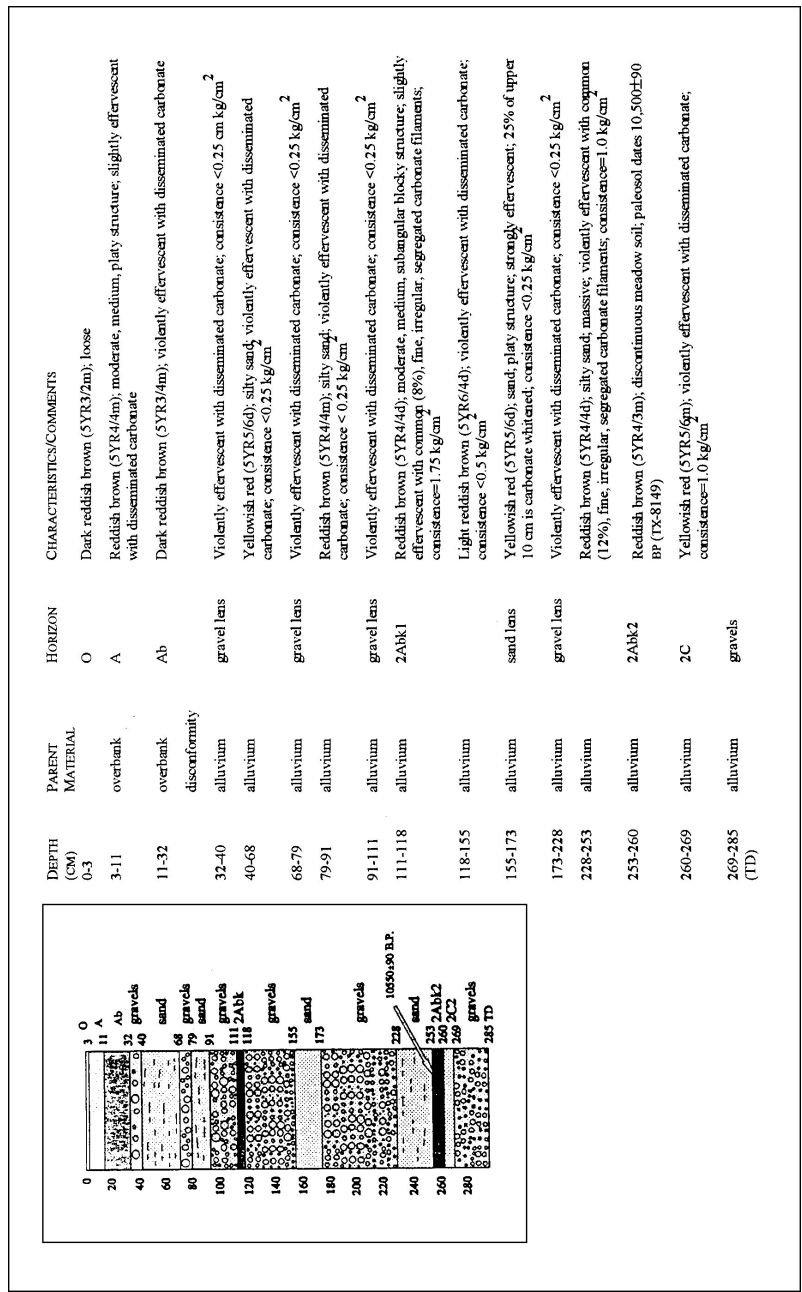 0
20
40
60
80
100
120
140
160
180
200
220
240
260
280
3 O
11 A
Ab
32 gravels
40
sand
68
gravels
79
sand
91
gravels
111
2Abk
118
gravels
155
sand
173
gravels
10550±90 B.P.
228
sand
253
2Abk2
260
2C2
269
gravels
285 TD
DEPTH (CM) PARENT MATERIAL HORIZON CHARACTERISTICS/COMMENTS
0-3 O Dark reddish brown (5YR3/2m); loose
3-11 overbank A Reddish brown (5YR4/4m); moderate, medium, platy structure; slightly effervescent
with disseminated carbonate
11-32 overbank Ab Dark reddish brown (5YR3/4m); violently effervescent with disseminated carbonate
disconformity
32-40 alluvium gravel lens Violently effervescent with disseminated carbonate; consistence <0.25 cm kg/cm2
40-68 alluvium Yellowish red (5YR5/6d); silty sand; violently effervescent with disseminated
carbonate; consistence <0.25 kg/cm2
68-79 alluvium gravel lens Violently effervescent with disseminated carbonate; consistence <0.25 kg/cm2
79-91 alluvium Reddish brown (5YR4/4m); silty sand; violently effervescent with disseminated
carbonate; consistence < 0.25 kg/cm2
91-111 alluvium gravel lens Violently effervescent with disseminated carbonate; consistence <0.25 kg/cm2
111-118 alluvium 2Abk1 Reddish brown (5YR4/4d); moderate, medium, subangular blocky structure; slightly
effervescent with common (8%), fine, irregular, segregated carbonate filaments;
consistence=1.75 kg/cm2
118-155 alluvium Light reddish brown (5YR6/4d); violently effervescent with disseminated carbonate;
consistence <0.5 kg/cm2
155-173 alluvium sand lens Yellowish red (5YR5/6d); sand; platy structure; strongly effervescent; 25% of upper
10 cm is carbonate whitened; consistence <0.25 kg/cm2
173-228 alluvium gravel lens Violently effervescent with disseminated carbonate; consistence <0.25 kg/cm2
228-253 alluvium Reddish brown (5YR4/4d); silty sand; massive; violently effervescent with common
(12%), fine, irregular, segregated carbonate filaments; consistence=1.0 kg/cm2
253-260 alluvium 2Abk2 Reddish brown (5YR4/3m); discontinuous meadow soil; paleosol dates 10,500±90
BP (TX-8149)
260-269 alluvium 2C Yellowish red (5YR5/6m); violently effervescent with disseminated carbonate;
consistence=1.0 kg/cm2
269-285 (TD) alluvium gravels